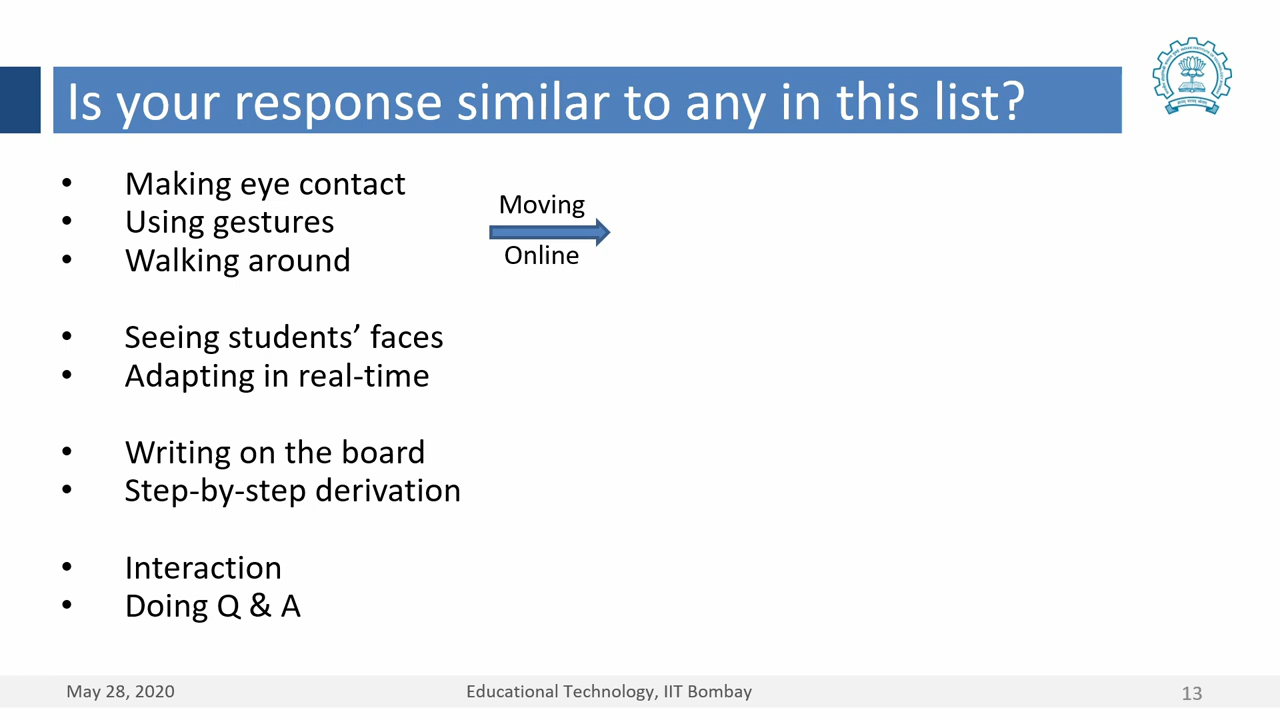 Is your response similar to any in this list?
• Making eye contact
• Using gestures
• Walking around
Moving
Online
• Seeing students’ faces
• Adapting in real-time
• Writing on the board
• Step-by-step derivation
• Interaction
• Doing Q & A
May 28, 2020
Educational Technology, IIT Bombay
13